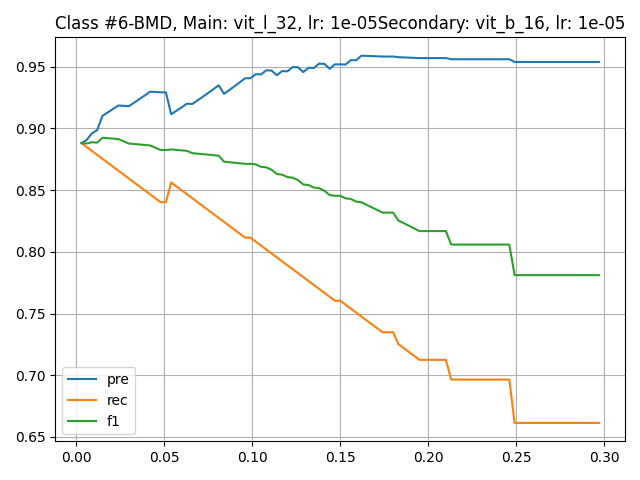 Class #6-BMD, Main: vit_l_32, lr: 1e-05Secondary: vit_b_16, lr: 1e-05
0.95
0.90
0.85
0.80
0.75
0.70
0.65
pre
rec
f1
0.00 0.05 0.10 0.15 0.20 0.25 0.30